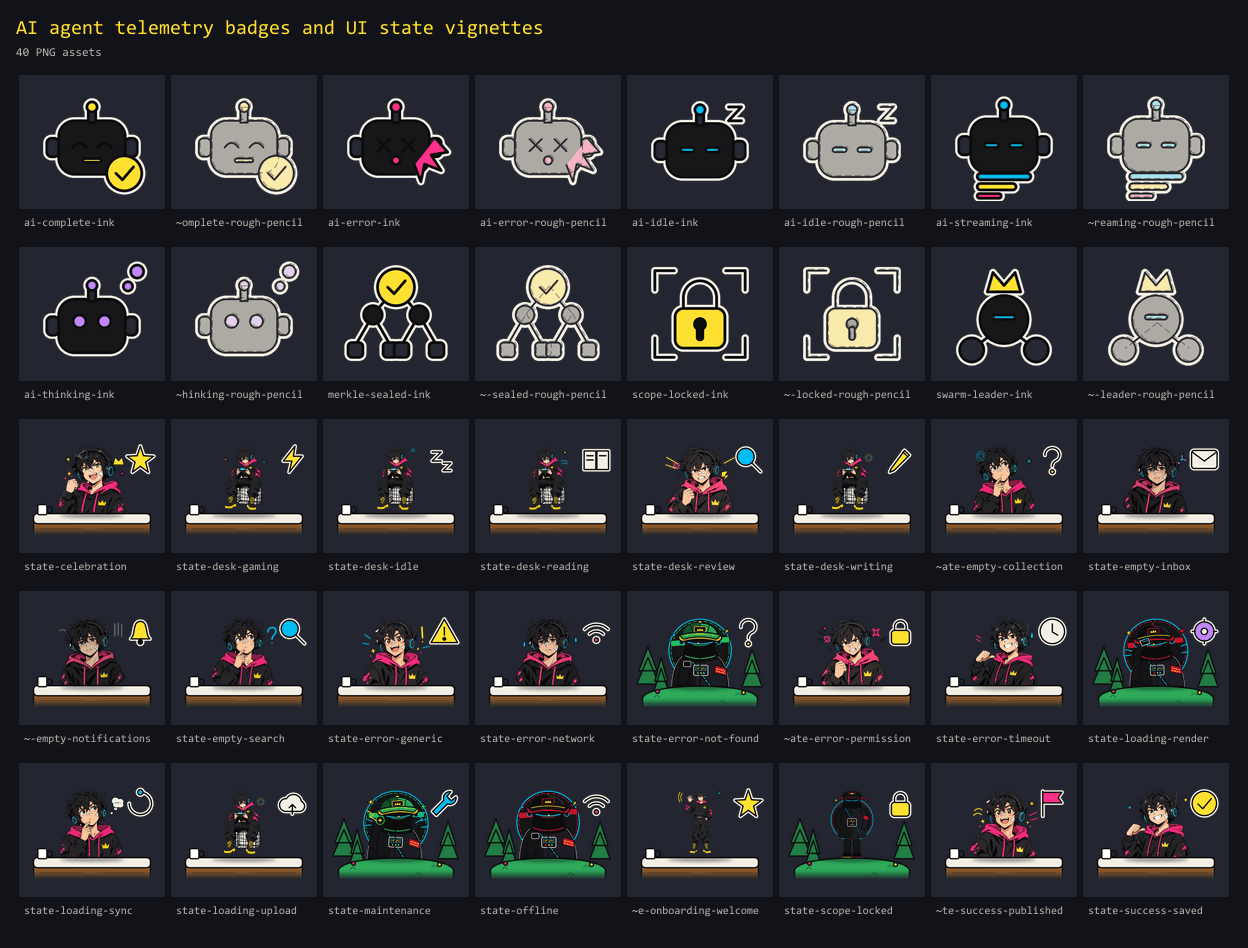 AI agent telemetry badges and UI state vignettes
40 PNG assets
ai-complete-ink
~omplete-rough-pencil
ai-error-ink
ai-error-rough-pencil
ai-idle-ink
ai-idle-rough-pencil
ai-streaming-ink
~reaming-rough-pencil
ai-thinking-ink
~hinking-rough-pencil
merkle-sealed-ink
~-sealed-rough-pencil
scope-locked-ink
~-locked-rough-pencil
swarm-leader-ink
~-leader-rough-pencil
state-celebration
state-desk-gaming
state-desk-idle
state-desk-reading
state-desk-review
state-desk-writing
~ate-empty-collection
state-empty-inbox
~-empty-notifications
state-empty-search
state-error-generic
state-error-network
state-error-not-found
~ate-error-permission
state-error-timeout
state-loading-render
state-loading-sync
state-loading-upload
state-maintenance
state-offline
~e-onboarding-welcome
state-scope-locked
~te-success-published
state-success-saved